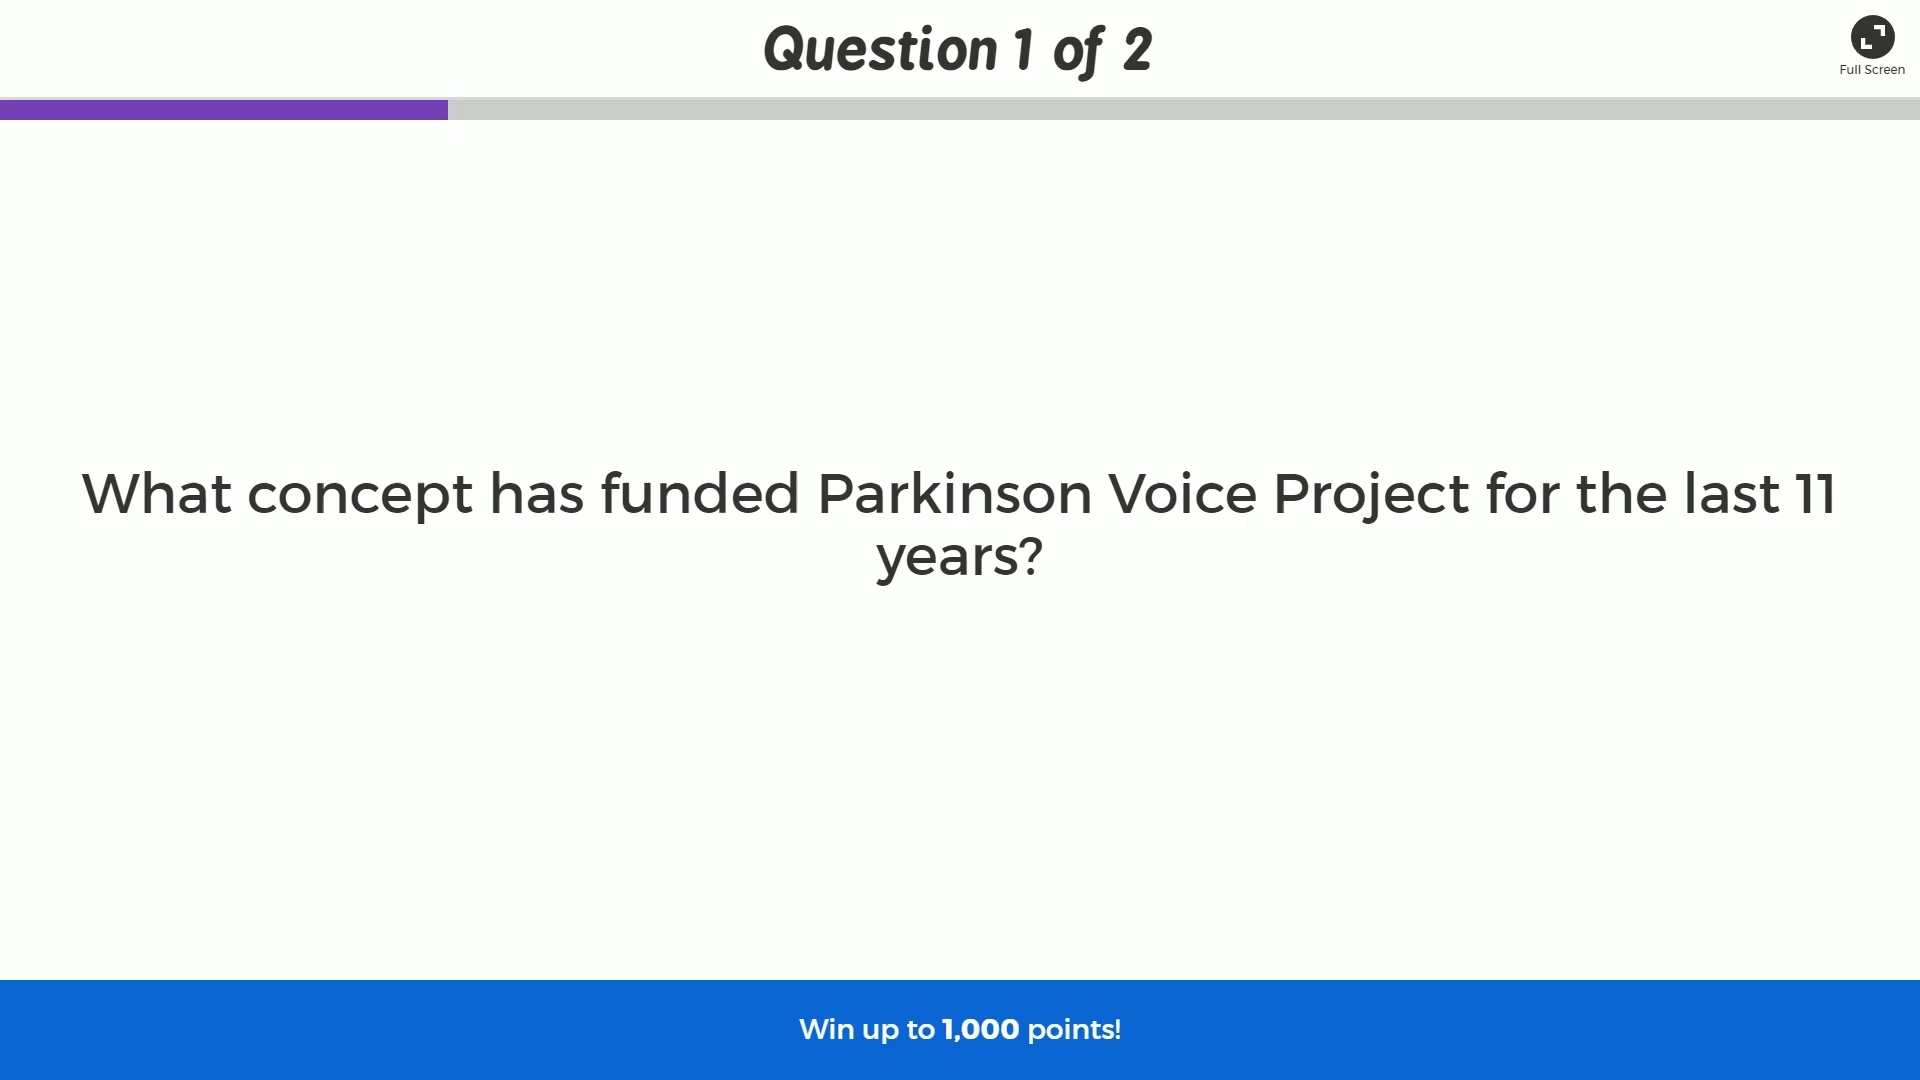 Question 1 of 2
Full Screen
What concept has funded Parkinson Voice Project for the last 11
years?
Win up to 1,000 points!